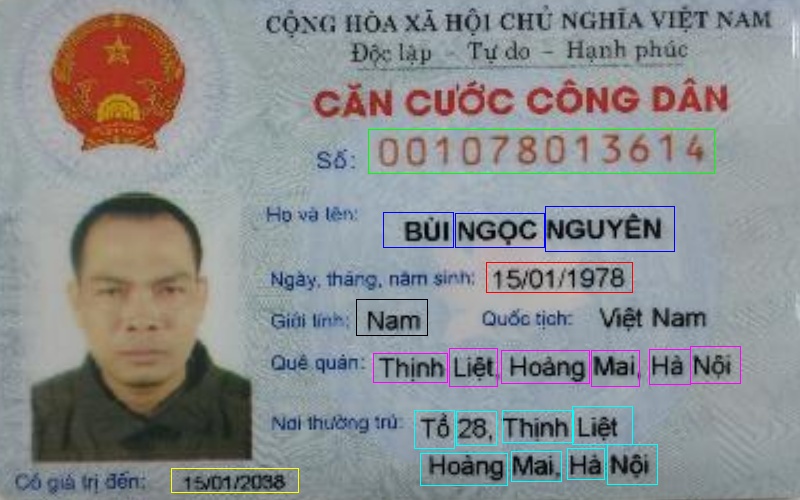 CỘNG HÒA XÃ HỘI CHỦ NGHĨA VIỆT NAM
Độc lập - Tự do - Hạnh phúc
CĂN CƯỚC CÔNG DÂN
Số: 001078013614
Họ và tên: BÙI NGỌC NGUYÊN
Ngày, tháng, năm sinh: 15/01/1978
Giới tính: Nam Quốc tịch: Việt Nam
Quê quán: Thịnh Liệt, Hoàng Mai, Hà Nội
Nơi thường trú: Tổ 28, Thịnh Liệt
Hoàng Mai, Hà Nội
Có giá trị đến: 15/01/2038